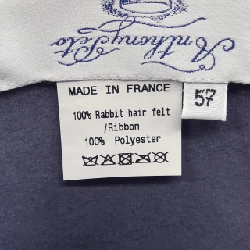 Anthony Peto
MADE IN FRANCE
57
100% Rabbit hair felt
/Ribbon
100% Polyester